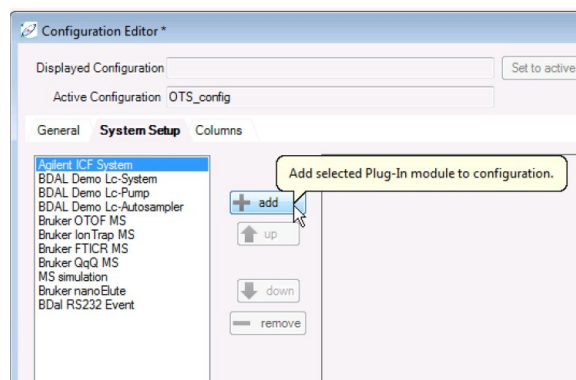 Configuration Editor *
Displayed Configuration
Set to active
Active Configuration OTS_config
General System Setup Columns
Agilent ICF System
BDAL Demo Lc-System
BDAL Demo Lc-Pump
BDAL Demo Lc-Autosampler
Bruker OTOF MS
Bruker IonTrap MS
Bruker FTICR MS
Bruker QqQ MS
MS simulation
Bruker nanoElute
BDal RS232 Event
Add selected Plug-In module to configuration.
add
up
down
remove